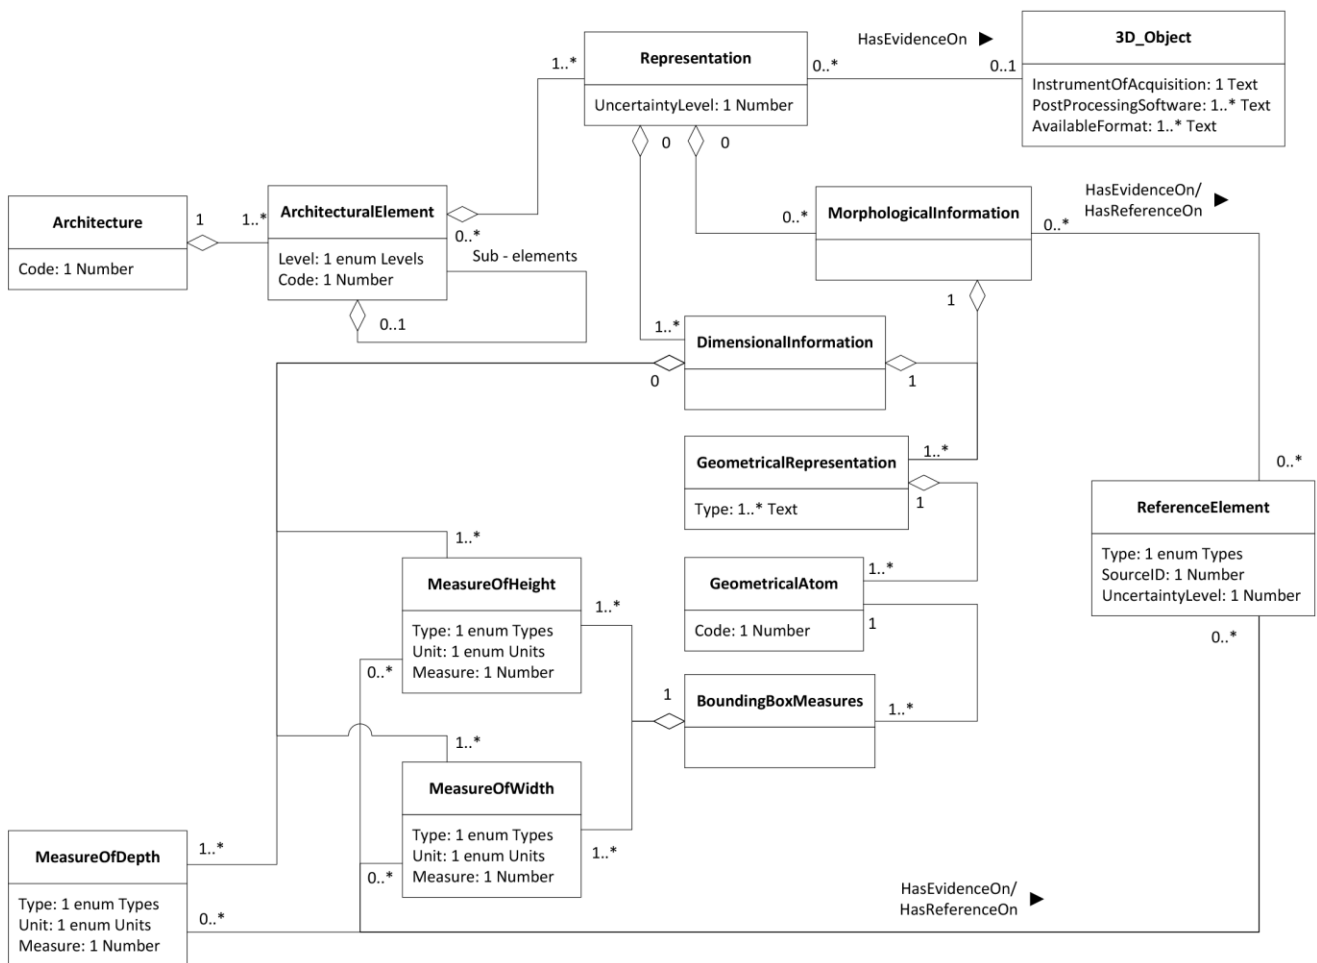 HasEvidenceOn ►
Representation
1..*
0..*
0..1
UncertaintyLevel: 1 Number
3D_Object
InstrumentOfAcquisition: 1 Text
PostProcessingSoftware: 1..* Text
AvailableFormat: 1..* Text
0
0
Architecture
Code: 1 Number
1
1..*
ArchitecturalElement
Level: 1 enum Levels
Code: 1 Number
0..*
Sub - elements
0..1
0..*
MorphologicalInformation
HasEvidenceOn/
HasReferenceOn ►
0..*
1
1..*
DimensionalInformation
0
1
GeometricalRepresentation
Type: 1..* Text
1..*
1
0..*
ReferenceElement
Type: 1 enum Types
SourceID: 1 Number
UncertaintyLevel: 1 Number
0..*
1..*
MeasureOfHeight
Type: 1 enum Types
Unit: 1 enum Units
Measure: 1 Number
1..*
0..*
GeometricalAtom
Code: 1 Number
1..*
1
BoundingBoxMeasures
1
1..*
1..*
MeasureOfWidth
Type: 1 enum Types
Unit: 1 enum Units
Measure: 1 Number
1..*
0..*
MeasureOfDepth
Type: 1 enum Types
Unit: 1 enum Units
Measure: 1 Number
1..*
0..*
HasEvidenceOn/
HasReferenceOn ►